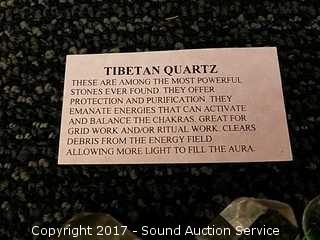 TIBETAN QUARTZ
THESE ARE AMONG THE MOST POWERFUL
STONES EVER FOUND. THEY OFFER
PROTECTION AND PURIFICATION. THEY
EMANATE ENERGIES THAT CAN ACTIVATE
AND BALANCE THE CHAKRAS. GREAT FOR
GRID WORK AND/OR RITUAL WORK. CLEARS
DEBRIS FROM THE ENERGY FIELD
ALLOWING MORE LIGHT TO FILL THE AURA.
Copyright 2017 - Sound Auction Service